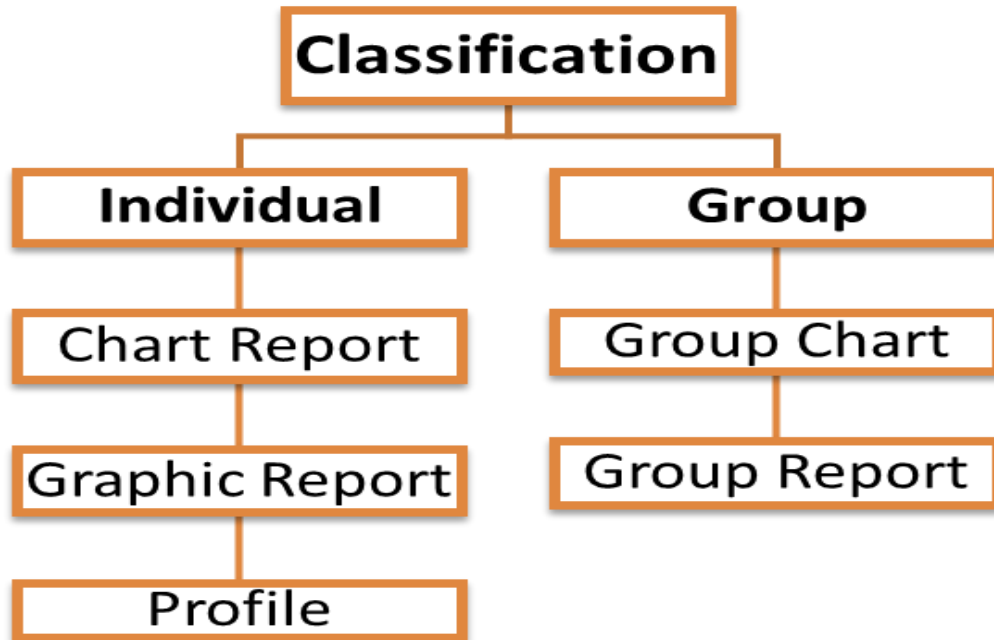 Classification
Individual
Group
Chart Report
Group Chart
Graphic Report
Group Report
Profile